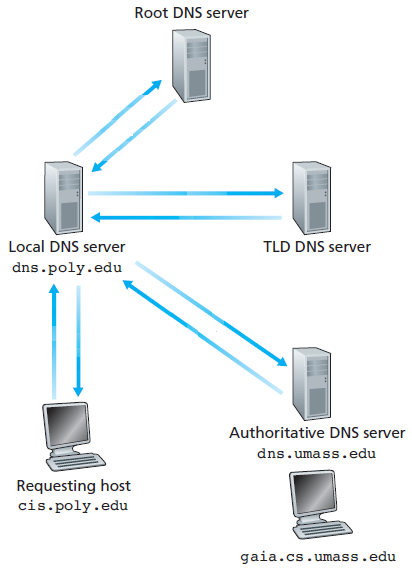 Root DNS server
Local DNS server
dns.poly.edu
TLD DNS server
Authoritative DNS server
dns.umass.edu
Requesting host
cis.poly.edu
gaia.cs.umass.edu